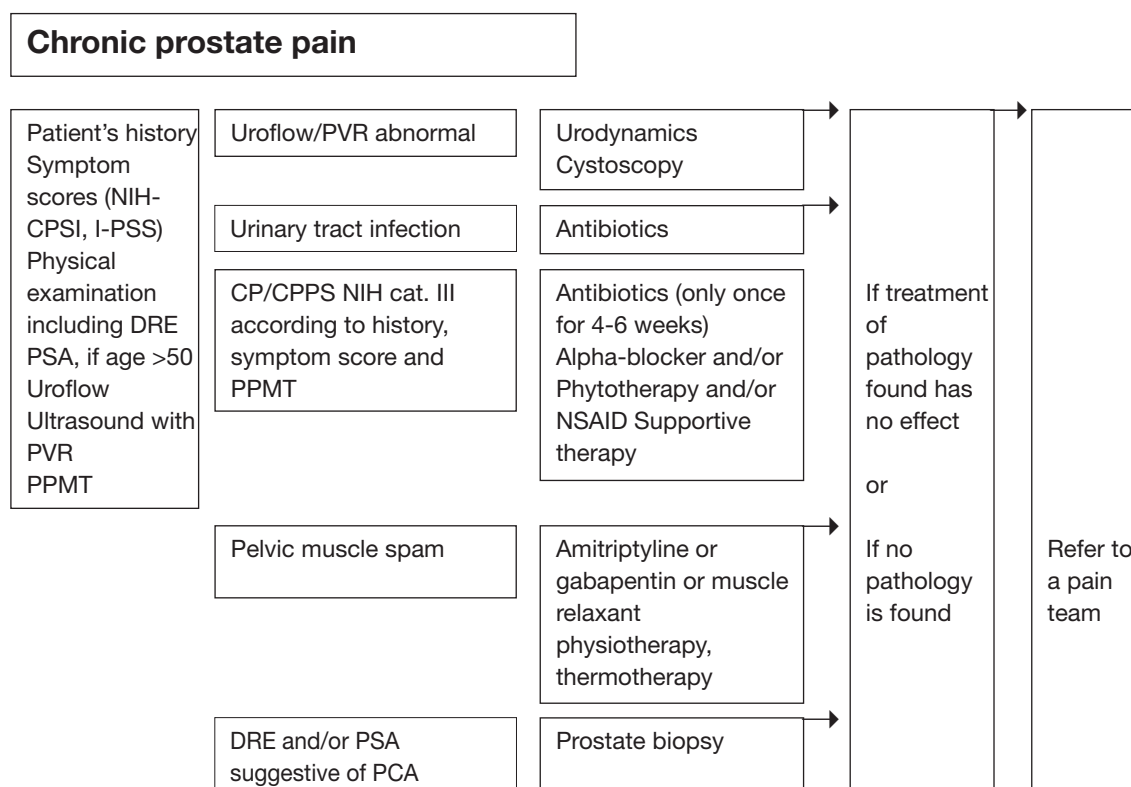 Chronic prostate pain
Patient's history
Symptom
scores (NIH-
CPSI, I-PSS)
Physical
examination
including DRE
PSA, if age >50
Uroflow
Ultrasound with
PVR
PPMT
Uroflow/PVR abnormal
Urodynamics
Cystoscopy
Urinary tract infection
Antibiotics
CP/CPPS NIH cat. III
according to history,
symptom score and
PPMT
Antibiotics (only once
for 4-6 weeks)
Alpha-blocker and/or
Phytotherapy and/or
NSAID Supportive
therapy
Pelvic muscle spam
Amitriptyline or
gabapentin or muscle
relaxant
physiotherapy,
thermotherapy
DRE and/or PSA
suggestive of PCA
Prostate biopsy
If treatment
of
pathology
found has
no effect
or
If no
pathology
is found
Refer to
a pain
team